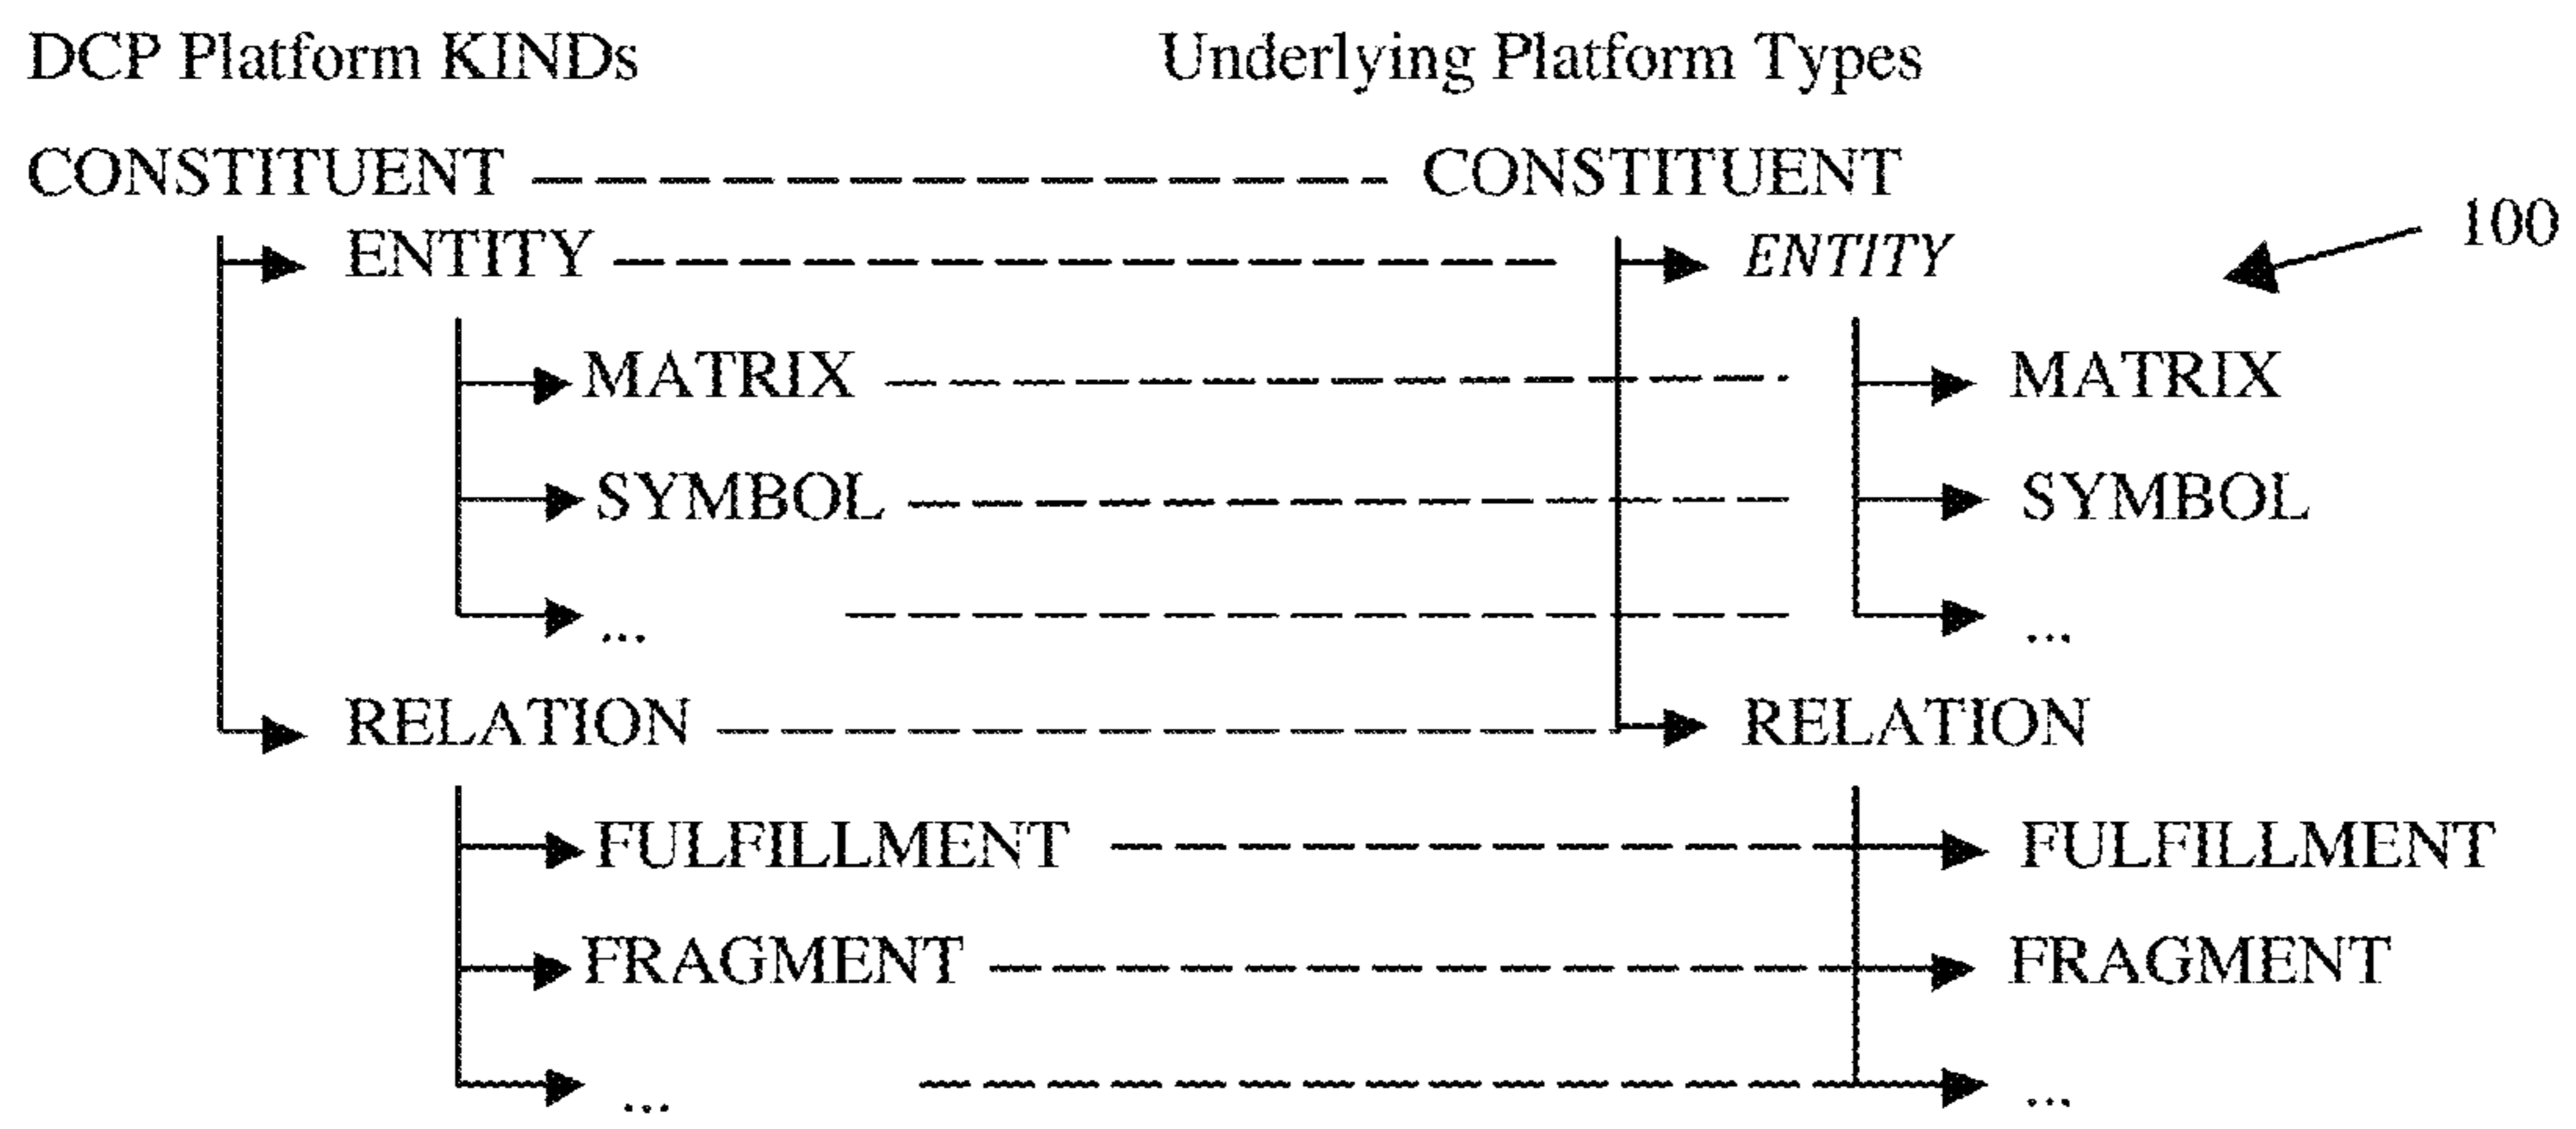 DCP Platform KINDs Underlying Platform Types
CONSTITUENT CONSTITUENT
100
ENTITY ENTITY
MATRIX MATRIX
SYMBOL SYMBOL
... ...
RELATION RELATION
FULFILLMENT FULFILLMENT
FRAGMENT FRAGMENT
... ...